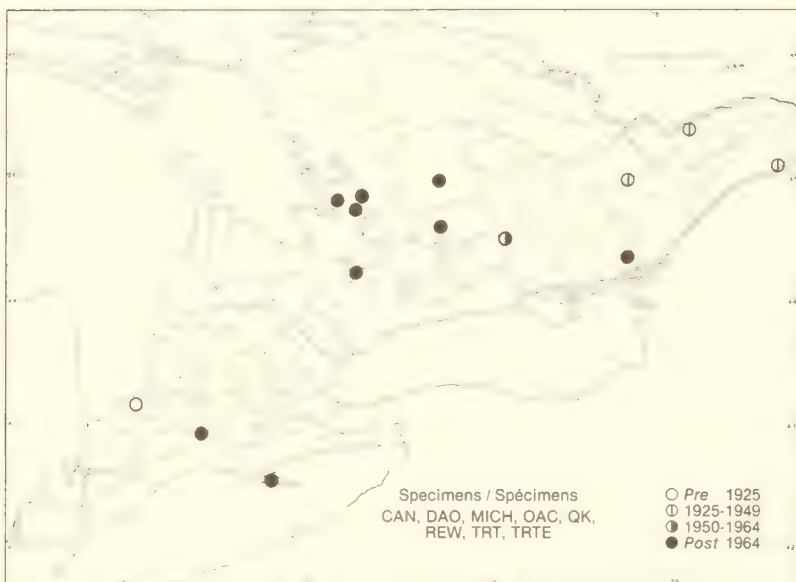 Specimens / Spécimens
CAN, DAO, MICH, OAC, QK,
REW, TRT, TRTE
Pre 1925
1925-1949
1950-1964
Post 1964